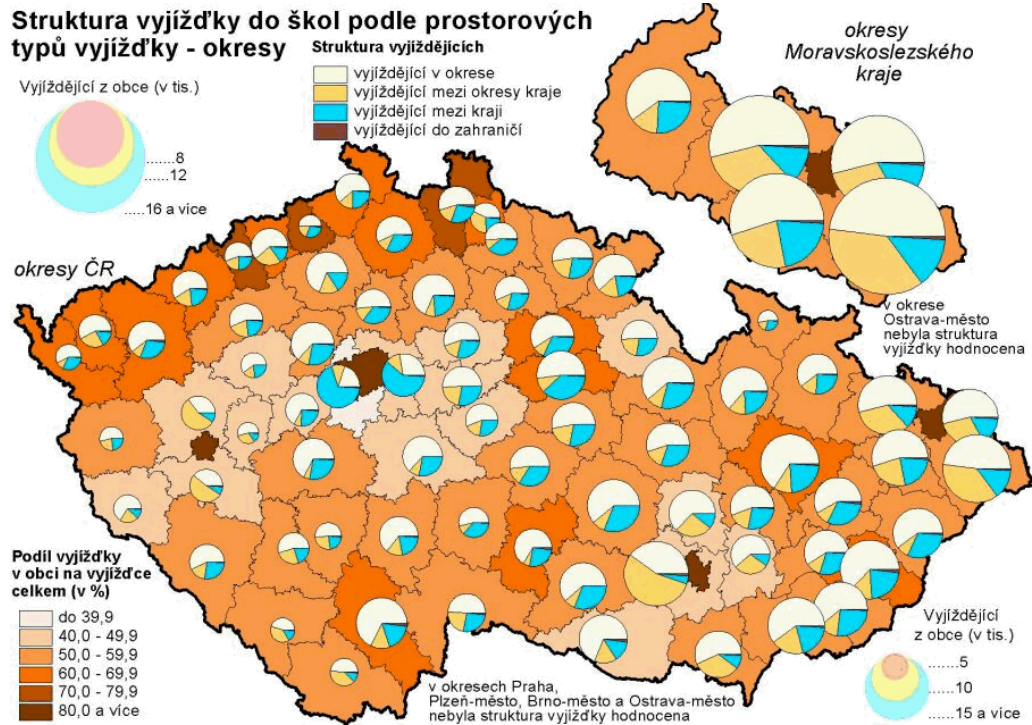 Struktura vyjížďky do škol podle prostorových
typů vyjížďky - okresy
Struktura vyjíždějících
vyjíždějící v okrese
vyjíždějící mezi okresy kraje
vyjíždějící mezi kraji
vyjíždějící do zahraničí
Vyjíždějící z obce (v tis.)
......8
......12
.....16 a více
okresy
Moravskoslezského
kraje
okresy ČR
v okrese
Ostrava-město
nebyla struktura
vyjížďky hodnocena
Podíl vyjížďky
v obci na vyjížďce
celkem (v %)
do 39,9
40,0 - 49,9
50,0 - 59,9
60,0 - 69,9
70,0 - 79,9
80,0 a více
v okresech Praha,
Plzeň-město, Brno-město a Ostrava-město
nebyla struktura vyjížďky hodnocena
Vyjíždějící
z obce (v tis.)
......5
......10
......15 a více